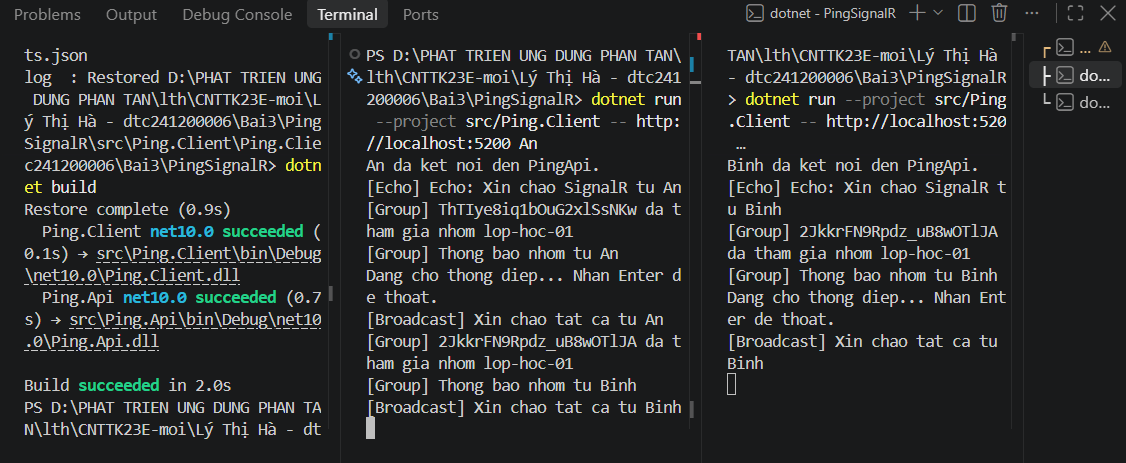 Problems Output Debug Console Terminal Ports
dotnet - PingSignalR
ts.json
log  : Restored D:\PHAT TRIEN UNG
 DUNG PHAN TAN\lth\CNTTK23E-moi\L
ý Thị Hà - dtc241200006\Bai3\Ping
SignalR\src\Ping.Client\Ping.Clie
c241200006\Bai3\PingSignalR> dotn
et build
Restore complete (0.9s)
  Ping.Client net10.0 succeeded (
0.1s) → src\Ping.Client\bin\Debug
\net10.0\Ping.Client.dll
  Ping.Api net10.0 succeeded (0.7
s) → src\Ping.Api\bin\Debug\net10
.0\Ping.Api.dll
Build succeeded in 2.0s
PS D:\PHAT TRIEN UNG DUNG PHAN TA
N\lth\CNTTK23E-moi\Lý Thị Hà - dt
PS D:\PHAT TRIEN UNG DUNG PHAN TAN\
lth\CNTTK23E-moi\Lý Thị Hà - dtc241
200006\Bai3\PingSignalR> dotnet run
 --project src/Ping.Client -- http:
//localhost:5200 An
An da ket noi den PingApi.
[Echo] Echo: Xin chao SignalR tu An
[Group] ThTIye8iq1bOuG2xlSsNKw da t
ham gia nhom lop-hoc-01
[Group] Thong bao nhom tu An
Dang cho thong diep... Nhan Enter d
e thoat.
[Broadcast] Xin chao tat ca tu An
[Group] 2JkkrFN9Rpdz_uB8wOTlJA da t
ham gia nhom lop-hoc-01
[Group] Thong bao nhom tu Binh
[Broadcast] Xin chao tat ca tu Binh
TAN\lth\CNTTK23E-moi\Lý Thị Hà
- dtc241200006\Bai3\PingSignalR
> dotnet run --project src/Ping
.Client -- http://localhost:520
…
Binh da ket noi den PingApi.
[Echo] Echo: Xin chao SignalR t
u Binh
[Group] 2JkkrFN9Rpdz_uB8wOTlJA
da tham gia nhom lop-hoc-01
[Group] Thong bao nhom tu Binh
Dang cho thong diep... Nhan Ent
er de thoat.
[Broadcast] Xin chao tat ca tu
Binh
...
do...
do...